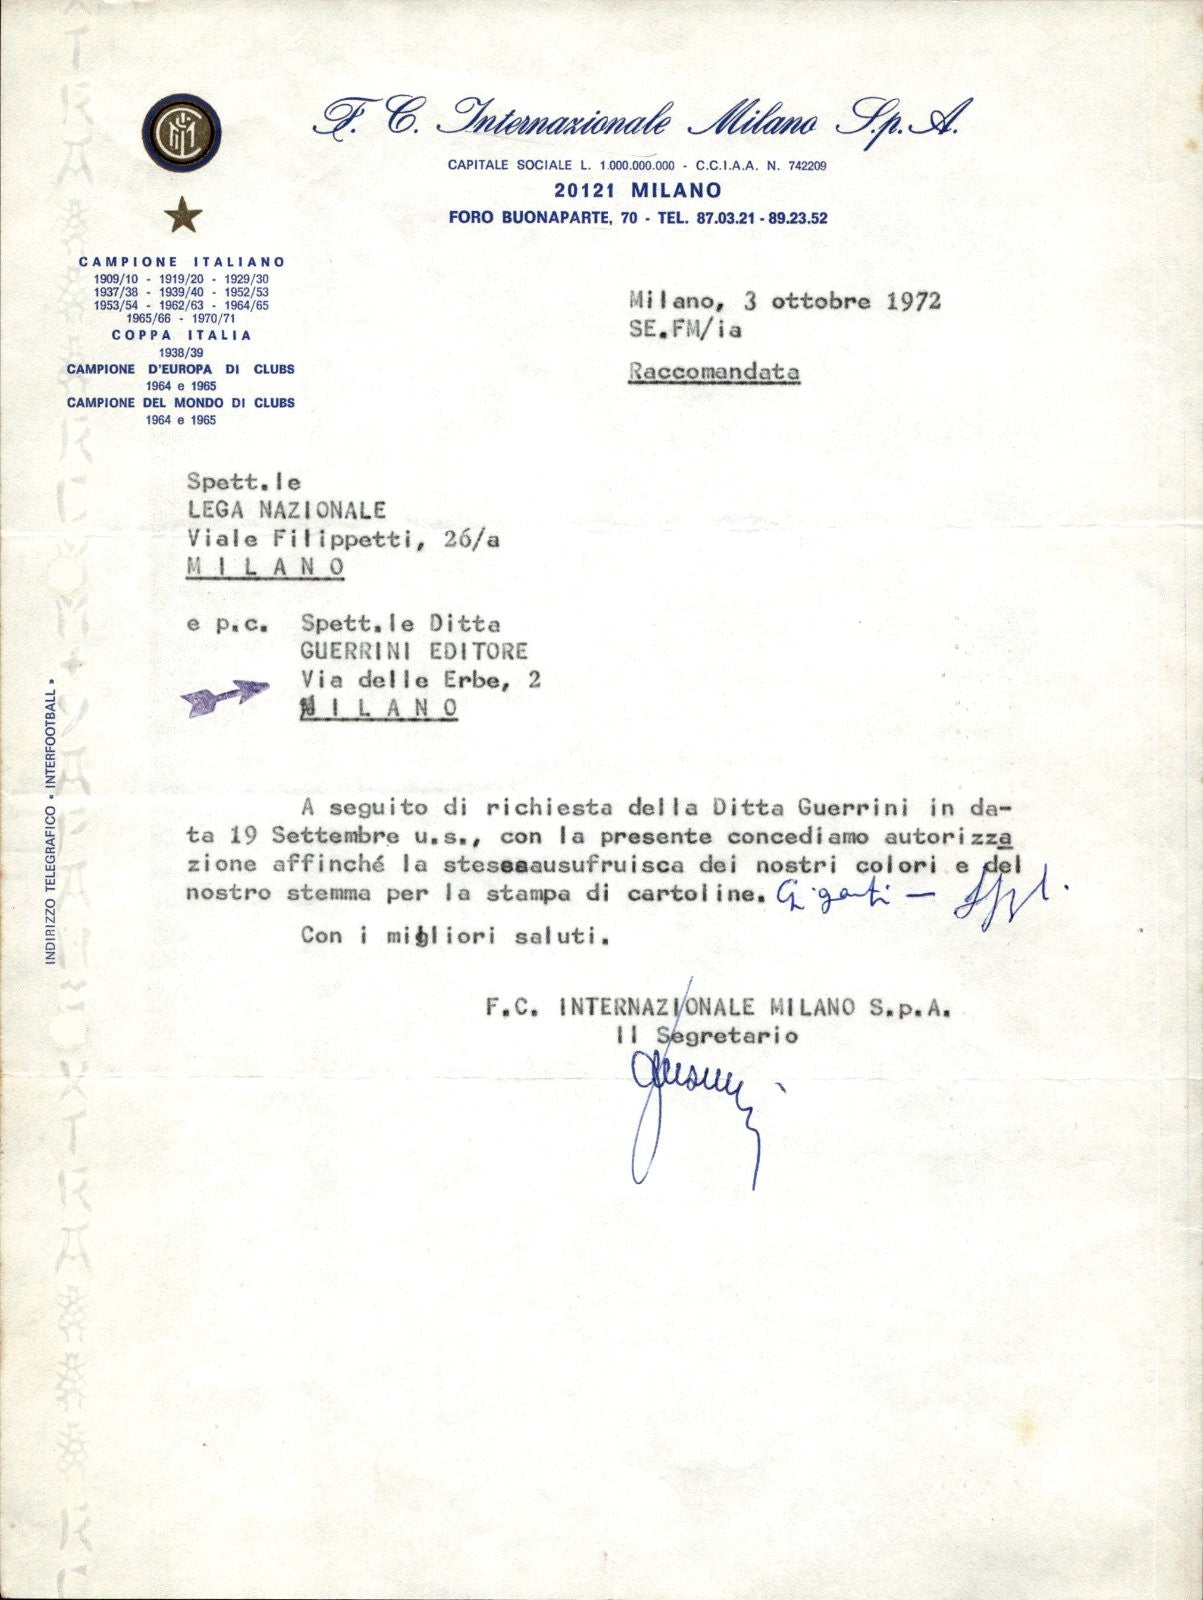 F. C. Internazionale Milano S.p.A.
CAPITALE SOCIALE L. 1.000.000.000 - C.C.I.A.A. N. 742209
20121 MILANO
FORO BUONAPARTE, 70 - TEL. 87.03.21 - 89.23.52
CAMPIONE ITALIANO
1909/10 - 1919/20 - 1929/30
1937/38 - 1939/40 - 1952/53
1953/54 - 1962/63 - 1964/65
1965/66 - 1970/71
COPPA ITALIA
1938/39
CAMPIONE D'EUROPA DI CLUBS
1964 e 1965
CAMPIONE DEL MONDO DI CLUBS
1964 e 1965
Milano, 3 ottobre 1972
SE.FM/ia
Raccomandata
Spett.le
LEGA NAZIONALE
Viale Filippetti, 26/a
M I L A N O
e p.c. Spett.le Ditta
GUERRINI EDITORE
Via delle Erbe, 2
M I L A N O
INDIRIZZO TELEGRAFICO « INTERFOOTBALL »
A seguito di richiesta della Ditta Guerrini in da-
ta 19 Settembre u.s., con la presente concediamo autorizza
zione affinché la stesseausufruisca dei nostri colori e del
nostro stemma per la stampa di cartoline. Giganti —
Con i migliori saluti.
F.C. INTERNAZIONALE MILANO S.p.A.
Il Segretario